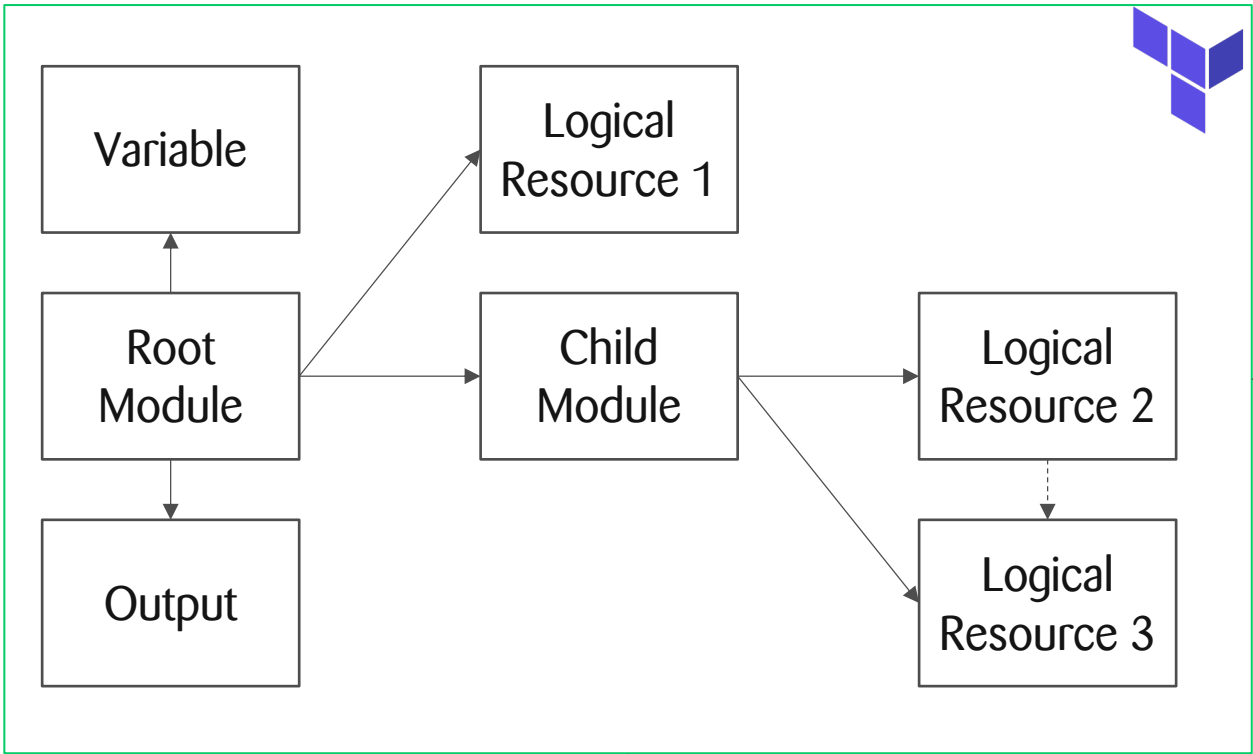 Variable
Logical
Resource 1
Root
Module
Child
Module
Logical
Resource 2
Output
Logical
Resource 3